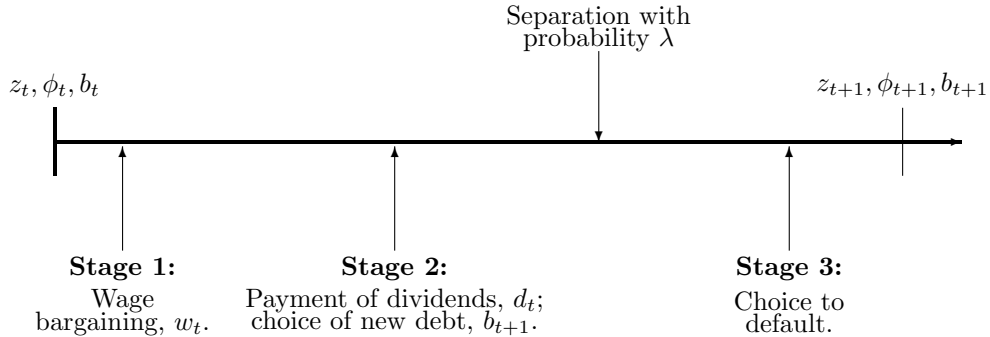 Separation with
probability λ
z_t, ϕ_t, b_t
z_{t+1}, ϕ_{t+1}, b_{t+1}
Stage 1:
Wage
bargaining, w_t.
Stage 2:
Payment of dividends, d_t;
choice of new debt, b_{t+1}.
Stage 3:
Choice to
default.